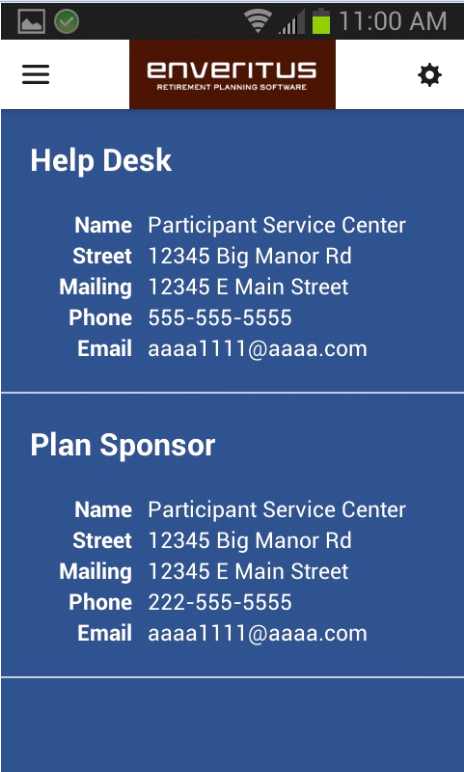 11:00 AM
enveritus
RETIREMENT PLANNING SOFTWARE
Help Desk
Name Participant Service Center
Street 12345 Big Manor Rd
Mailing 12345 E Main Street
Phone 555-555-5555
Email aaaa1111@aaaa.com
Plan Sponsor
Name Participant Service Center
Street 12345 Big Manor Rd
Mailing 12345 E Main Street
Phone 222-555-5555
Email aaaa1111@aaaa.com